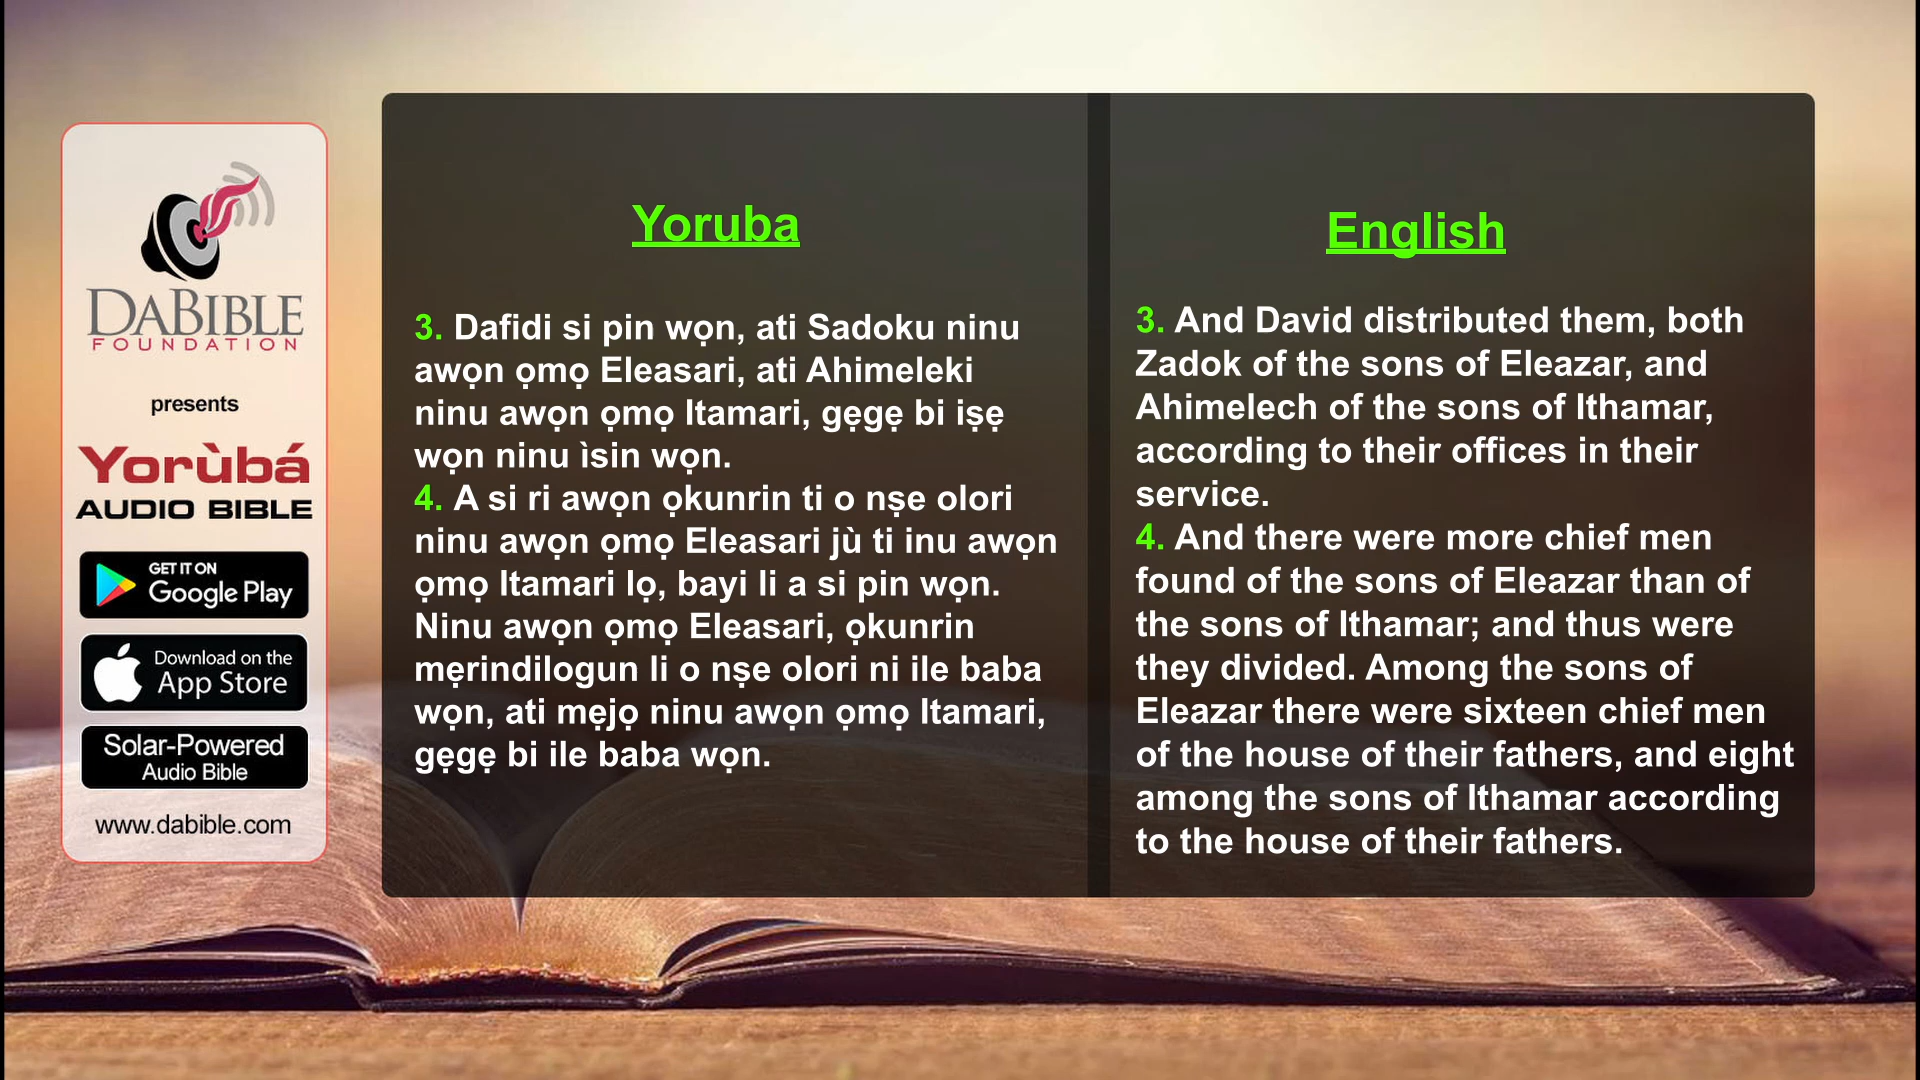 DABIBLE
FOUNDATION
presents
Yorùbá
AUDIO BIBLE
GET IT ON
Google Play
Download on the
App Store
Solar-Powered
Audio Bible
www.dabible.com
Yoruba
3. Dafidi si pin wọn, ati Sadoku ninu
awọn ọmọ Eleasari, ati Ahimeleki
ninu awọn ọmọ Itamari, gẹgẹ bi iṣẹ
wọn ninu ìsin wọn.
4. A si ri awọn ọkunrin ti o nṣe olori
ninu awọn ọmọ Eleasari jù ti inu awọn
ọmọ Itamari lọ, bayi li a si pin wọn.
Ninu awọn ọmọ Eleasari, ọkunrin
mẹrindilogun li o nṣe olori ni ile baba
wọn, ati mẹjọ ninu awọn ọmọ Itamari,
gẹgẹ bi ile baba wọn.
English
3. And David distributed them, both
Zadok of the sons of Eleazar, and
Ahimelech of the sons of Ithamar,
according to their offices in their
service.
4. And there were more chief men
found of the sons of Eleazar than of
the sons of Ithamar; and thus were
they divided. Among the sons of
Eleazar there were sixteen chief men
of the house of their fathers, and eight
among the sons of Ithamar according
to the house of their fathers.